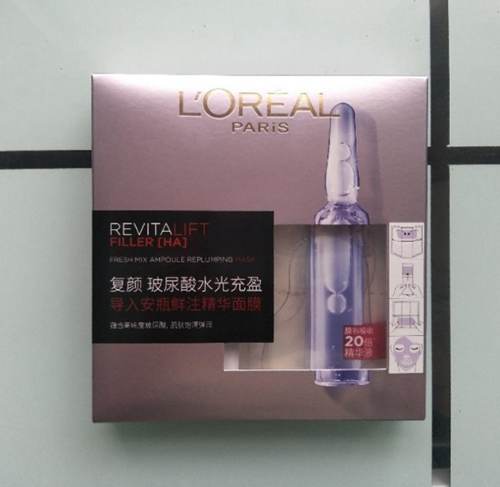 L'ORÉAL
PARIS
REVITALIFT
FILLER [HA]
FRESH MIX AMPOULE REPLUMPING MASK
复颜 玻尿酸水光充盈
导入安瓶鲜注精华面膜
20倍
精华液